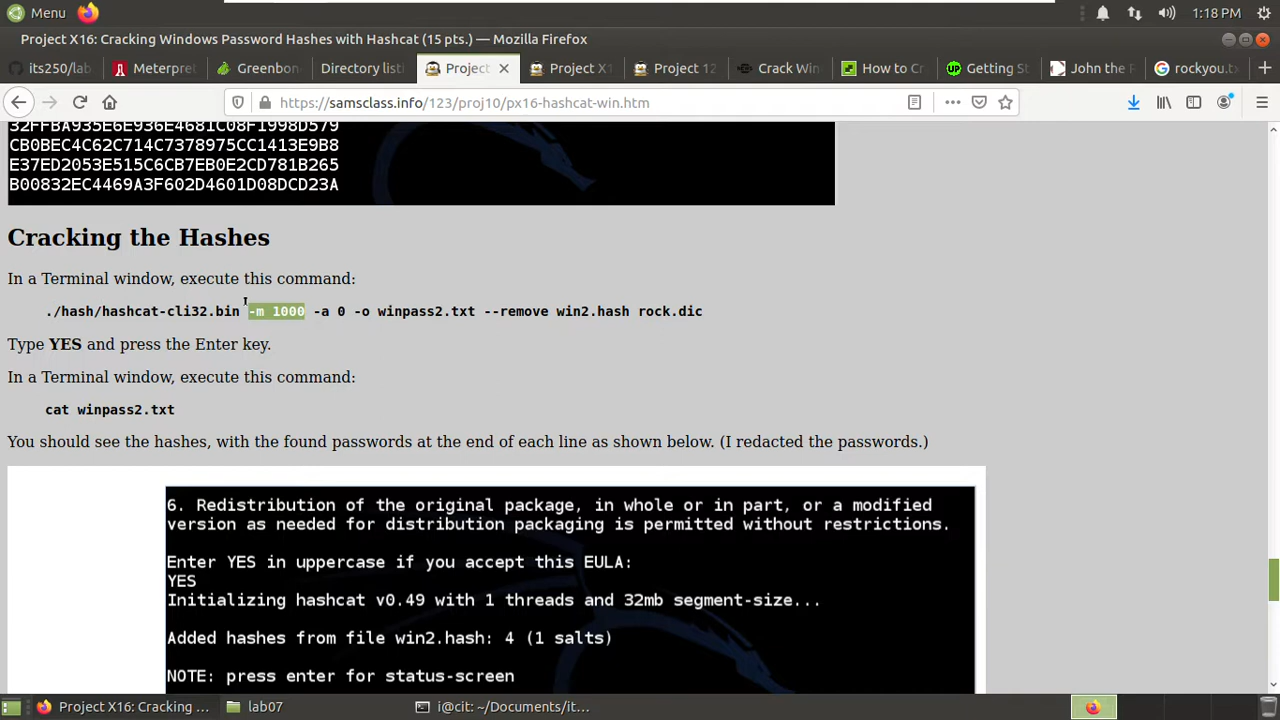 Menu
1:18 PM
Project X16: Cracking Windows Password Hashes with Hashcat (15 pts.) — Mozilla Firefox
its250/lab
Meterpret
Greenbon
Directory listi
Project
Project X1
Project 12
Crack Win
How to Cr
Getting St
John the R
rockyou.tx
https://samsclass.info/123/proj10/px16-hashcat-win.htm
32FFBA935E6E936E4681C08F1998D579
CB0BEC4C62C714C7378975CC1413E9B8
E37ED2053E515C6CB7EB0E2CD781B265
B00832EC4469A3F602D4601D08DCD23A
Cracking the Hashes
In a Terminal window, execute this command:
./hash/hashcat-cli32.bin -m 1000 -a 0 -o winpass2.txt --remove win2.hash rock.dic
Type YES and press the Enter key.
In a Terminal window, execute this command:
cat winpass2.txt
You should see the hashes, with the found passwords at the end of each line as shown below. (I redacted the passwords.)
6. Redistribution of the original package, in whole or in part, or a modified
version as needed for distribution packaging is permitted without restrictions.
Enter YES in uppercase if you accept this EULA:
YES
Initializing hashcat v0.49 with 1 threads and 32mb segment-size...
Added hashes from file win2.hash: 4 (1 salts)
NOTE: press enter for status-screen
Project X16: Cracking ...
lab07
i@cit: ~/Documents/it...